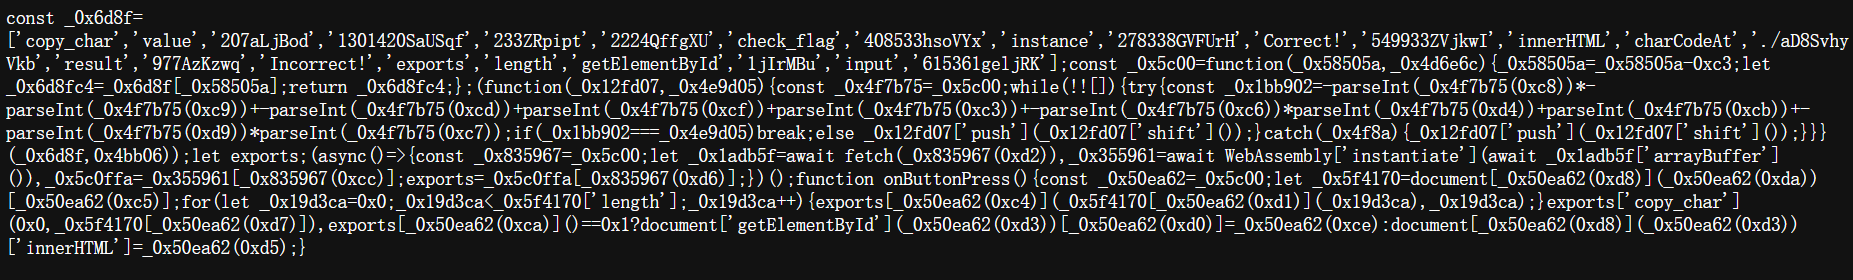 const _0x6d8f=
['copy_char','value','207aLjBod','1301420SaUSqf','233ZRpipt','2224QffgXU','check_flag','408533hsoVYx','instance','278338GVFUrH','Correct!','549933ZVjkwI','innerHTML','charCodeAt','./aD8Svhy
Vkb','result','977AzKzwq','Incorrect!','exports','length','getElementById','1jIrMBu','input','615361geljRK'];const _0x5c00=function(_0x58505a,_0x4d6e6c){_0x58505a=_0x58505a-0xc3;let
_0x6d8fc4=_0x6d8f[_0x58505a];return _0x6d8fc4;};(function(_0x12fd07,_0x4e9d05){const _0x4f7b75=_0x5c00;while(!![]){try{const _0x1bb902=-parseInt(_0x4f7b75(0xc8))*-
parseInt(_0x4f7b75(0xc9))+-parseInt(_0x4f7b75(0xcd))+parseInt(_0x4f7b75(0xcf))+parseInt(_0x4f7b75(0xc3))+-parseInt(_0x4f7b75(0xc6))*parseInt(_0x4f7b75(0xd4))+parseInt(_0x4f7b75(0xcb))+-
parseInt(_0x4f7b75(0xd9))*parseInt(_0x4f7b75(0xc7));if(_0x1bb902===_0x4e9d05)break;else _0x12fd07['push'](_0x12fd07['shift']());}catch(_0x4f8a){_0x12fd07['push'](_0x12fd07['shift']());}}}
(_0x6d8f,0x4bb06));let exports;(async()=>{const _0x835967=_0x5c00;let _0x1adb5f=await fetch(_0x835967(0xd2)),_0x355961=await WebAssembly['instantiate'](await _0x1adb5f['arrayBuffer']
()),_0x5c0ffa=_0x355961[_0x835967(0xcc)];exports=_0x5c0ffa[_0x835967(0xd6)];})();function onButtonPress(){const _0x50ea62=_0x5c00;let _0x5f4170=document[_0x50ea62(0xd8)](_0x50ea62(0xda))
[_0x50ea62(0xc5)];for(let _0x19d3ca=0x0;_0x19d3ca<_0x5f4170['length'];_0x19d3ca++){exports[_0x50ea62(0xc4)](_0x5f4170[_0x50ea62(0xd1)](_0x19d3ca),_0x19d3ca);}exports['copy_char']
(0x0,_0x5f4170[_0x50ea62(0xd7)]),exports[_0x50ea62(0xca)]()==0x1?document['getElementById'](_0x50ea62(0xd3))[_0x50ea62(0xd0)]=_0x50ea62(0xce):document[_0x50ea62(0xd8)](_0x50ea62(0xd3))
['innerHTML']=_0x50ea62(0xd5);}